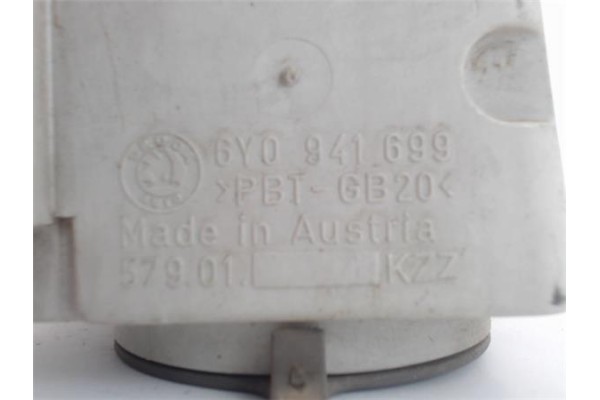 6Y0 941 699
>PBT-GB20<
Made in Austria
579.01. .KZZ